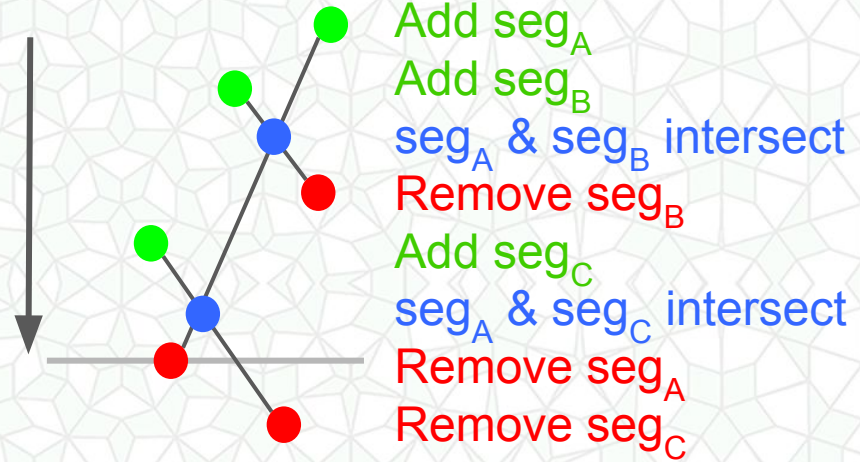 Add seg_A
Add seg_B
seg_A & seg_B intersect
Remove seg_B
Add seg_C
seg_A & seg_C intersect
Remove seg_A
Remove seg_C